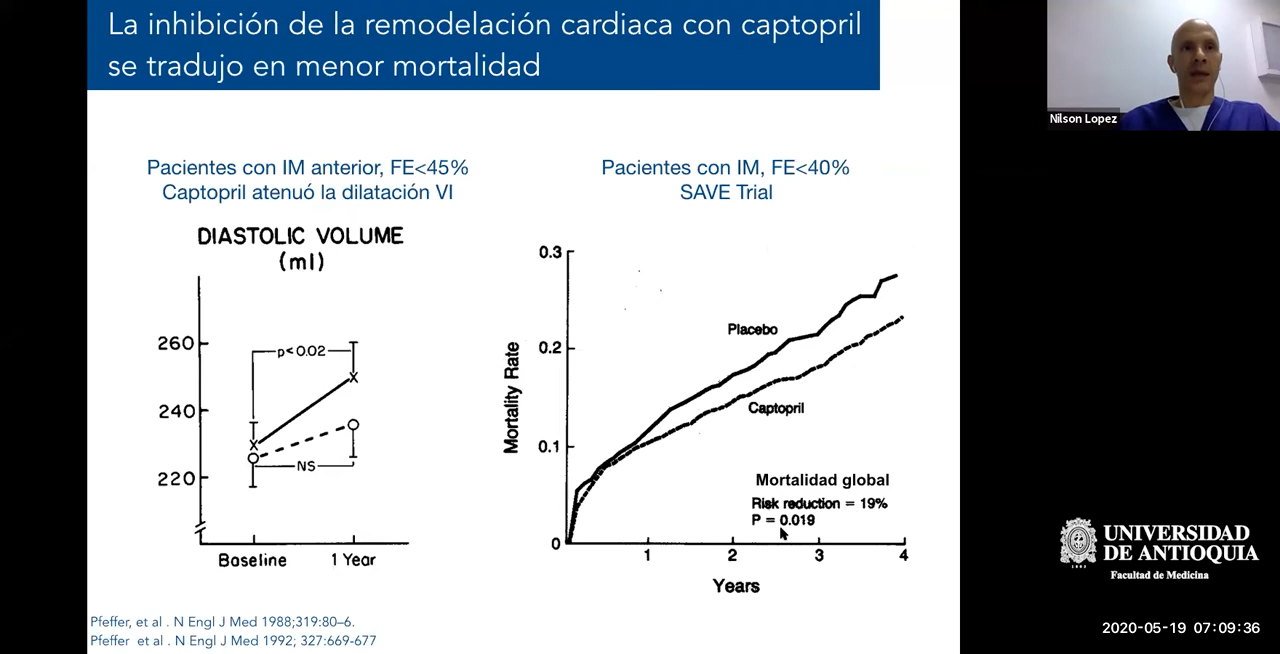 La inhibición de la remodelación cardiaca con captopril
se tradujo en menor mortalidad
Nilson Lopez
Pacientes con IM anterior, FE<45%
Captopril atenuó la dilatación VI
Pacientes con IM, FE<40%
SAVE Trial
DIASTOLIC VOLUME
(ml)
260
240
220
p<0.02
NS
Baseline
1 Year
0.3
0.2
0.1
0
Mortality Rate
Placebo
Captopril
Mortalidad global
Risk reduction = 19%
P = 0.019
1
2
3
4
Years
UNIVERSIDAD
DE ANTIOQUIA
1803
Facultad de Medicina
Pfeffer, et al . N Engl J Med 1988;319:80–6.
Pfeffer et al . N Engl J Med 1992; 327:669-677
2020-05-19 07:09:36